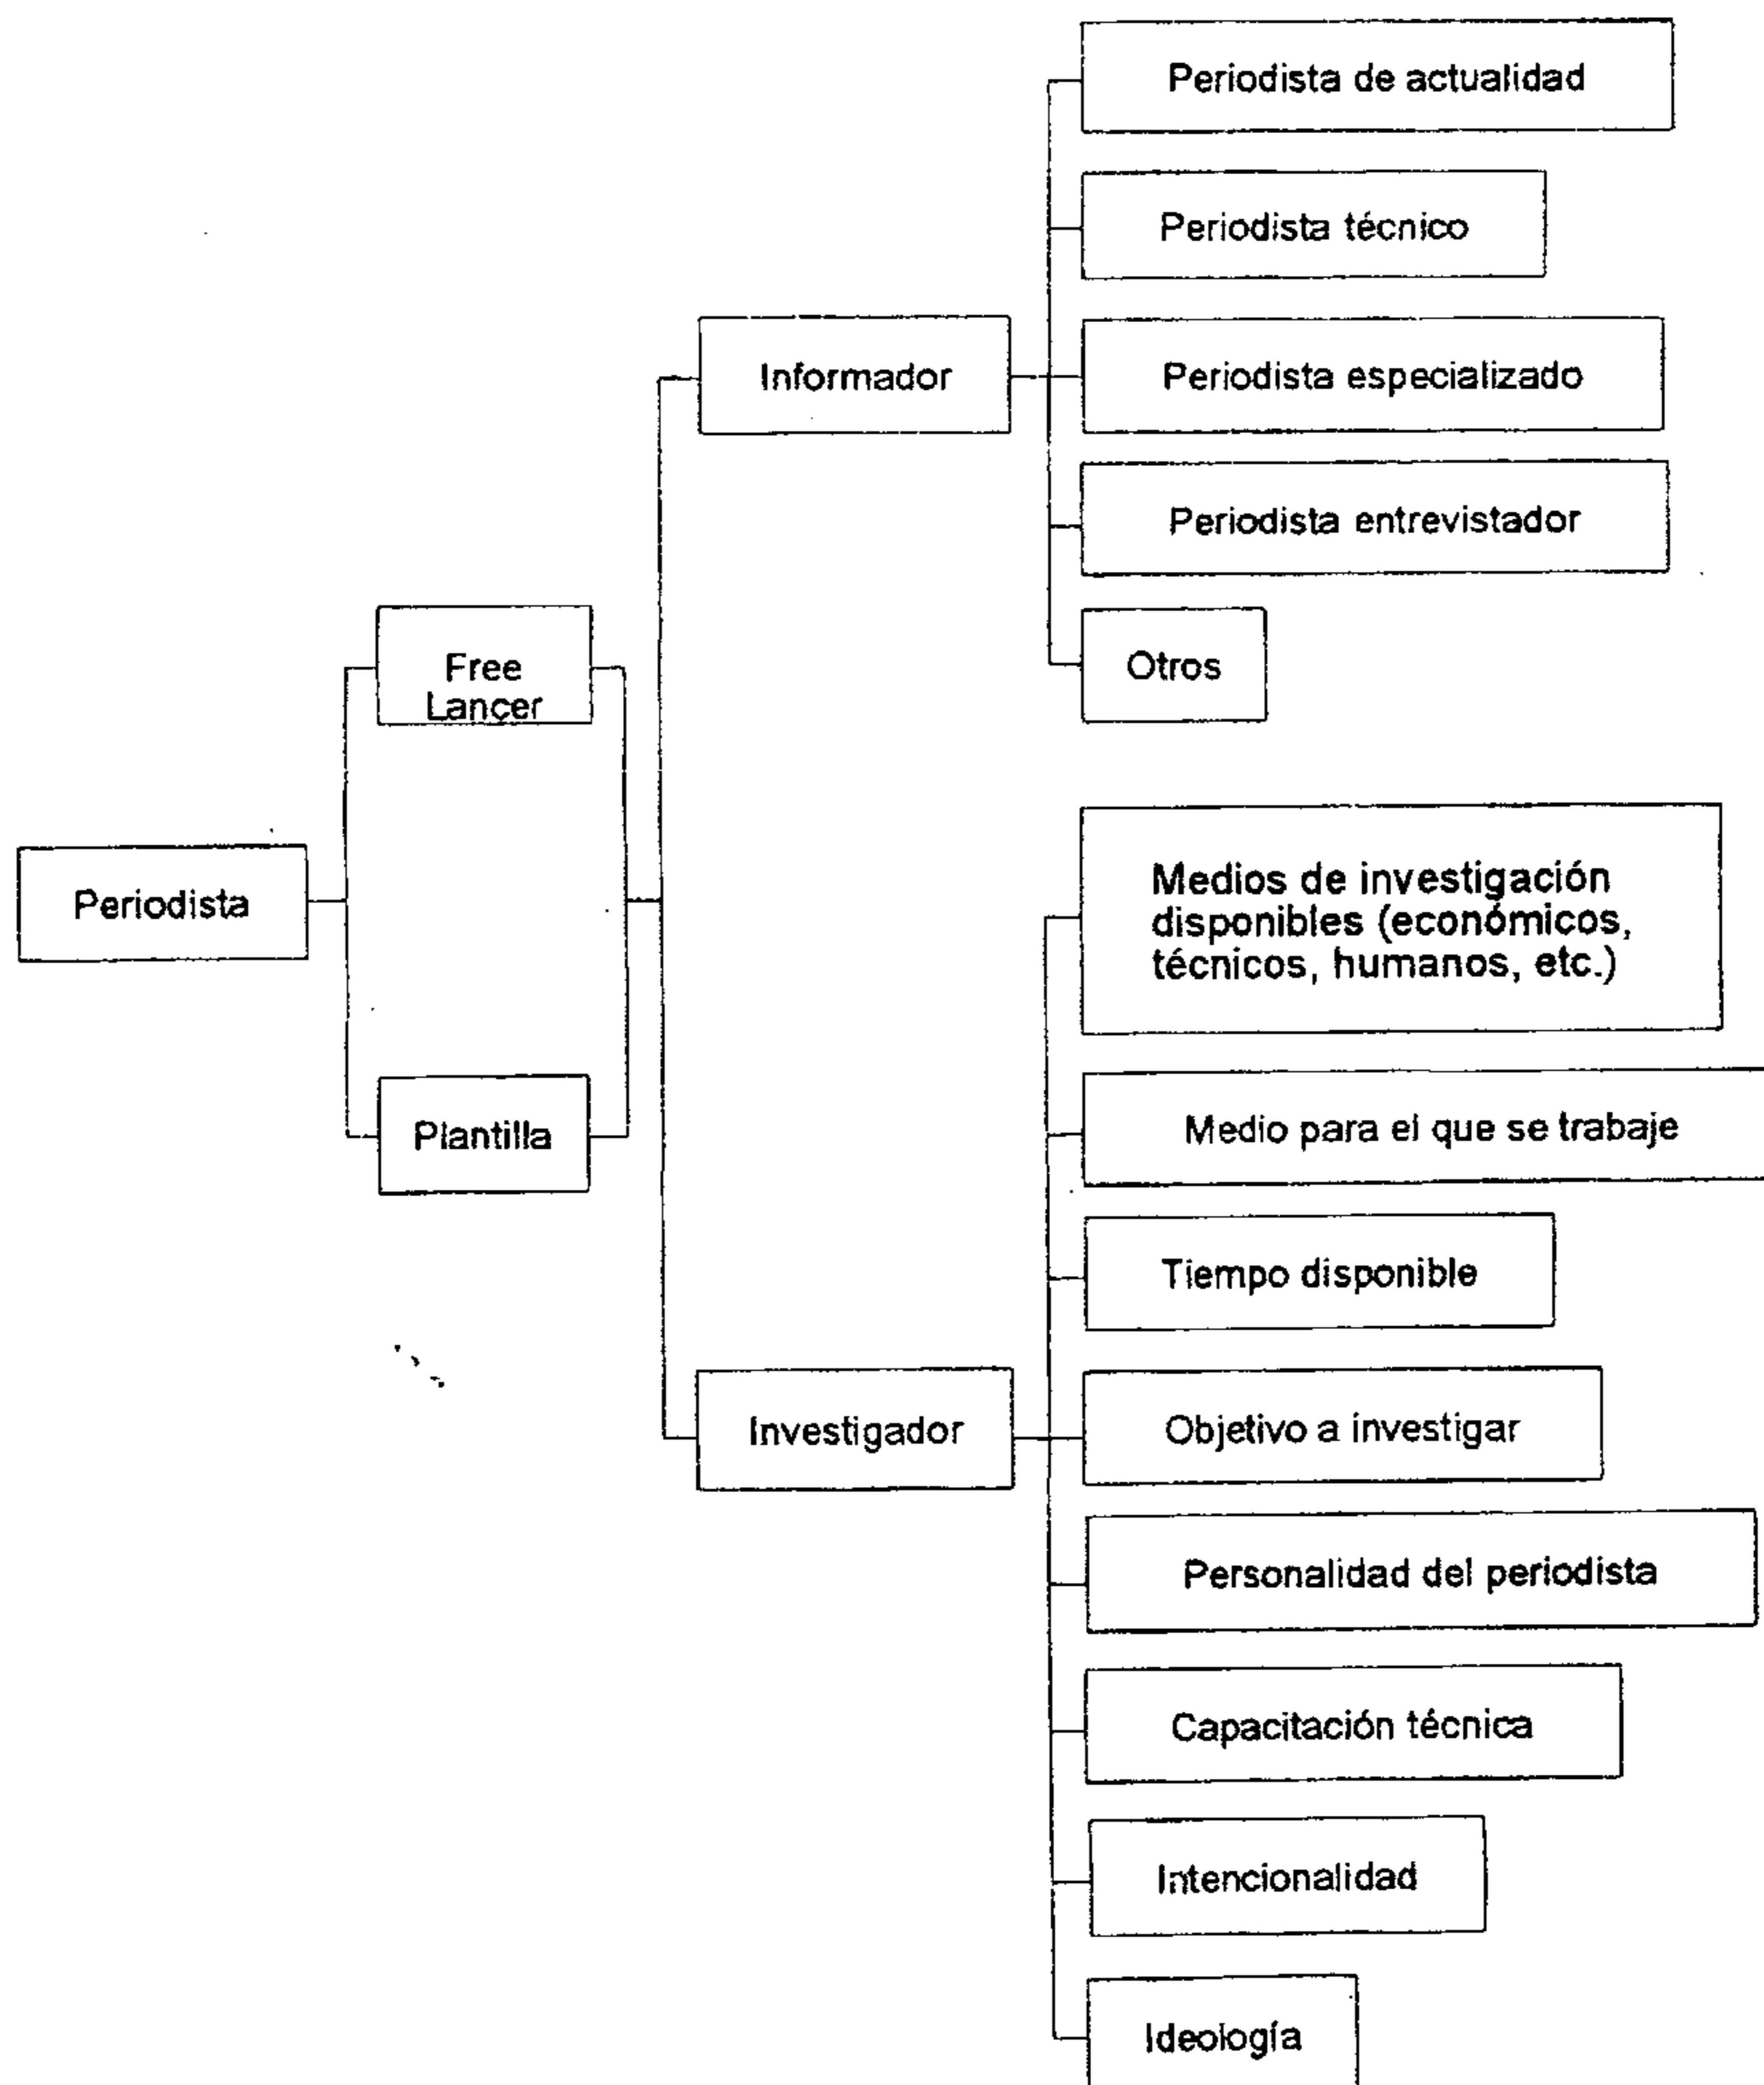 Periodista
Free
Lancer
Plantilla
Informador
Investigador
Periodista de actualidad
Periodista técnico
Periodista especializado
Periodista entrevistador
Otros
Medios de investigación
disponibles (económicos,
técnicos, humanos, etc.)
Medio para el que se trabaje
Tiempo disponible
Objetivo a investigar
Personalidad del periodista
Capacitación técnica
Intencionalidad
Ideología